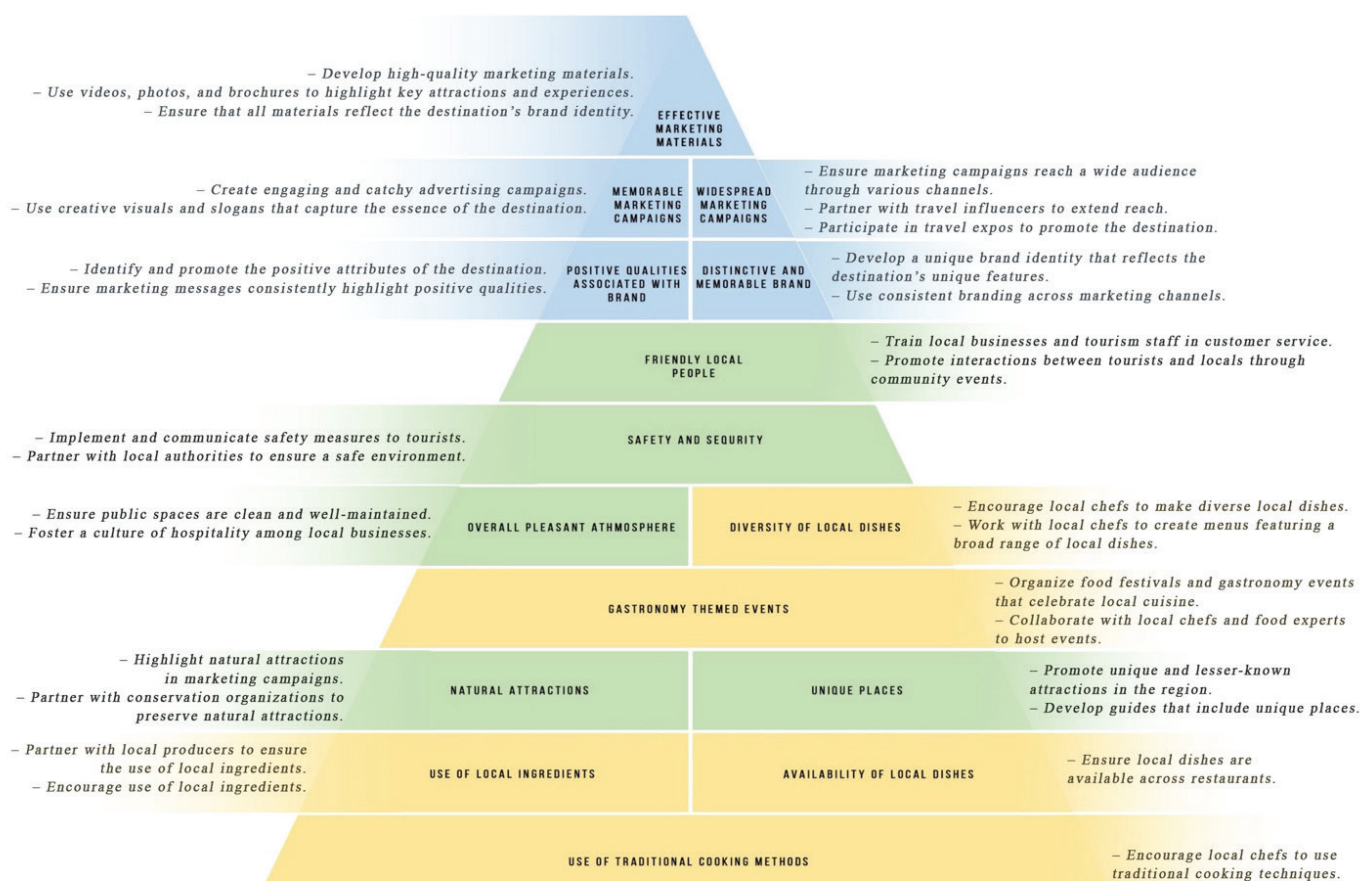 – Develop high-quality marketing materials.
– Use videos, photos, and brochures to highlight key attractions and experiences.
– Ensure that all materials reflect the destination’s brand identity.
EFFECTIVE
MARKETING
MATERIALS
– Create engaging and catchy advertising campaigns.
– Use creative visuals and slogans that capture the essence of the destination.
MEMORABLE
MARKETING
CAMPAIGNS
WIDESPREAD
MARKETING
CAMPAIGNS
– Ensure marketing campaigns reach a wide audience
through various channels.
– Partner with travel influencers to extend reach.
– Participate in travel expos to promote the destination.
– Identify and promote the positive attributes of the destination.
– Ensure marketing messages consistently highlight positive qualities.
POSITIVE QUALITIES
ASSOCIATED WITH
BRAND
DISTINCTIVE AND
MEMORABLE BRAND
– Develop a unique brand identity that reflects the
destination’s unique features.
– Use consistent branding across marketing channels.
FRIENDLY LOCAL
PEOPLE
– Train local businesses and tourism staff in customer service.
– Promote interactions between tourists and locals through
community events.
– Implement and communicate safety measures to tourists.
– Partner with local authorities to ensure a safe environment.
SAFETY AND SEQURITY
– Ensure public spaces are clean and well-maintained.
– Foster a culture of hospitality among local businesses.
OVERALL PLEASANT ATHMOSPHERE
DIVERSITY OF LOCAL DISHES
– Encourage local chefs to make diverse local dishes.
– Work with local chefs to create menus featuring a
broad range of local dishes.
GASTRONOMY THEMED EVENTS
– Organize food festivals and gastronomy events
that celebrate local cuisine.
– Collaborate with local chefs and food experts
to host events.
– Highlight natural attractions
in marketing campaigns.
– Partner with conservation organizations to
preserve natural attractions.
NATURAL ATTRACTIONS
UNIQUE PLACES
– Promote unique and lesser-known
attractions in the region.
– Develop guides that include unique places.
– Partner with local producers to ensure
the use of local ingredients.
– Encourage use of local ingredients.
USE OF LOCAL INGREDIENTS
AVAILABILITY OF LOCAL DISHES
– Ensure local dishes are
available across restaurants.
USE OF TRADITIONAL COOKING METHODS
– Encourage local chefs to use
traditional cooking techniques.